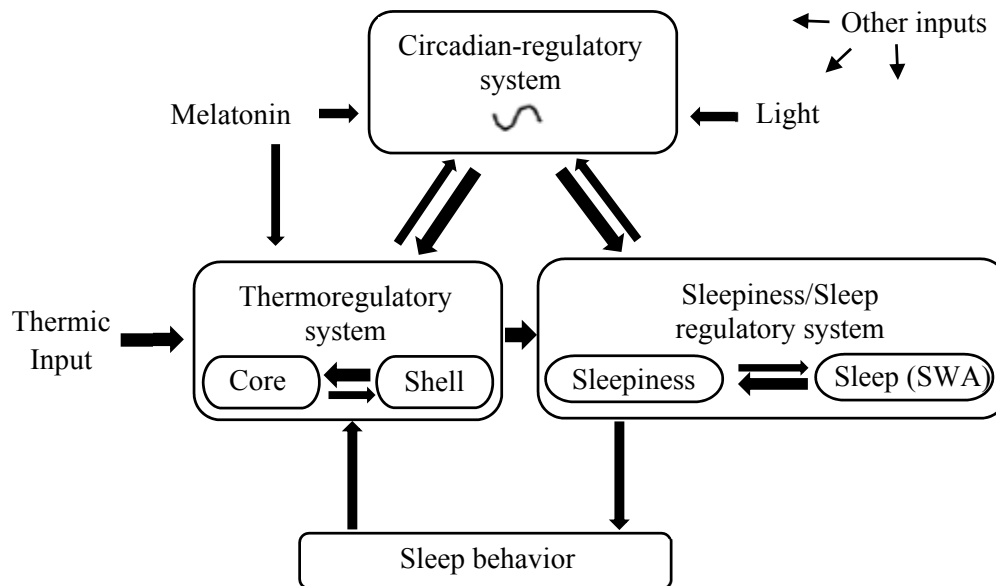 Other inputs
Circadian-regulatory
system
Melatonin
Light
Thermoregulatory
system
Sleepiness/Sleep
regulatory system
Thermic
Input
Core
Shell
Sleepiness
Sleep (SWA)
Sleep behavior